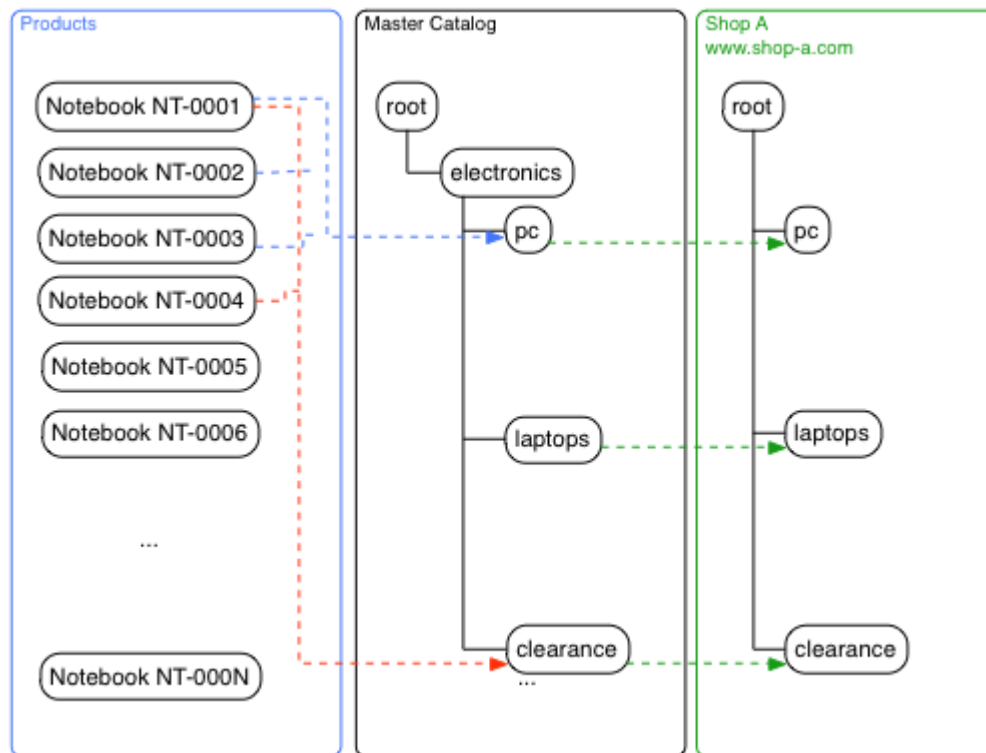 Products
Notebook NT-0001
Notebook NT-0002
Notebook NT-0003
Notebook NT-0004
Notebook NT-0005
Notebook NT-0006
...
Notebook NT-000N
Master Catalog
root
electronics
pc
laptops
clearance
...
Shop A
www.shop-a.com
root
pc
laptops
clearance